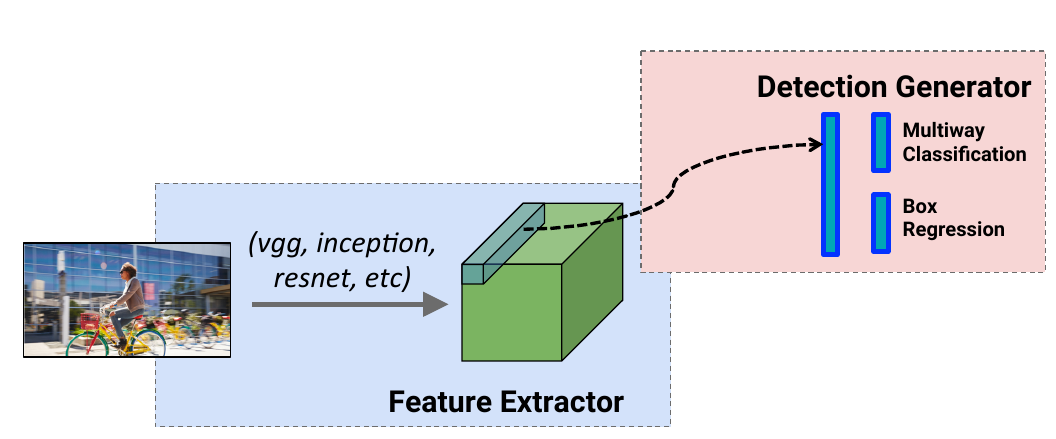 Detection Generator
Multiway
Classification
Box
Regression
(vgg, inception,
resnet, etc)
Feature Extractor